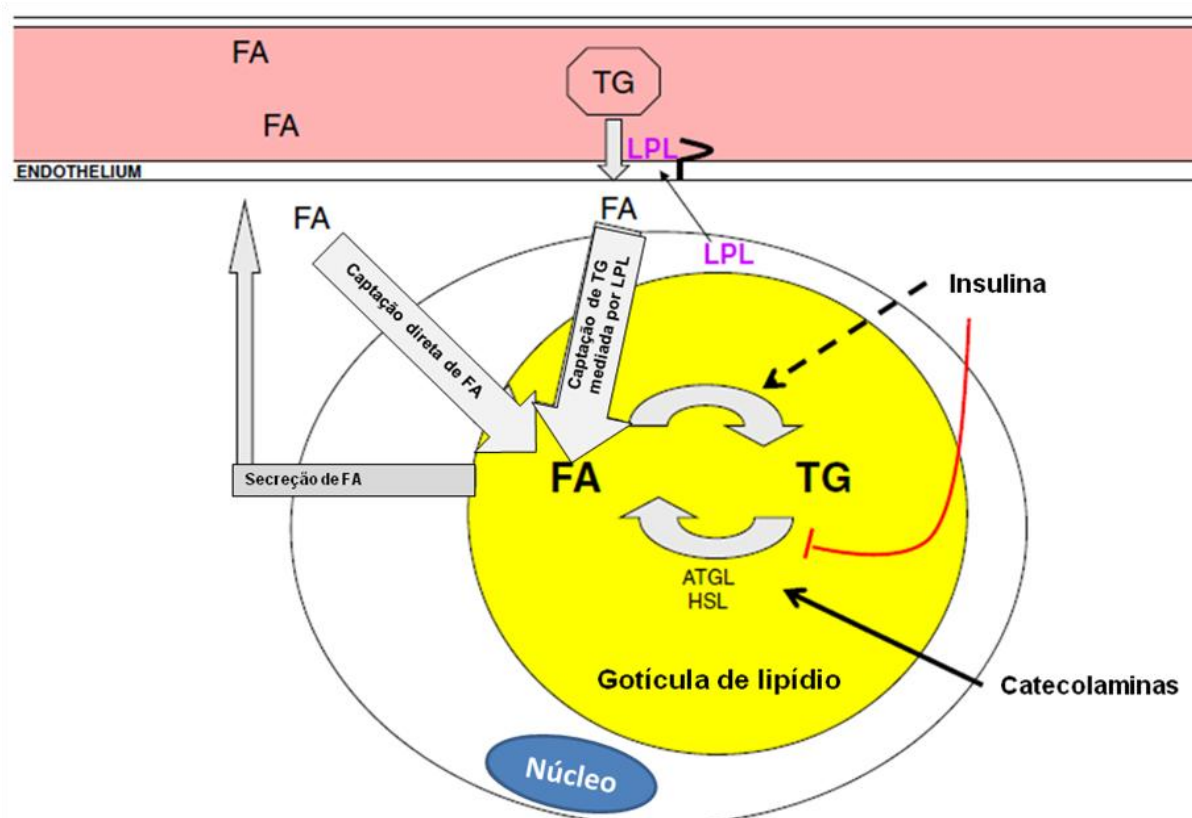 FA
TG
FA
LPL
ENDOTHELIUM
FA
FA
LPL
Insulina
Captação direta de FA
Captação de TG
mediada por LPL
Secreção de FA
FA
TG
ATGL
HSL
Gotícula de lipídio
Catecolaminas
Núcleo